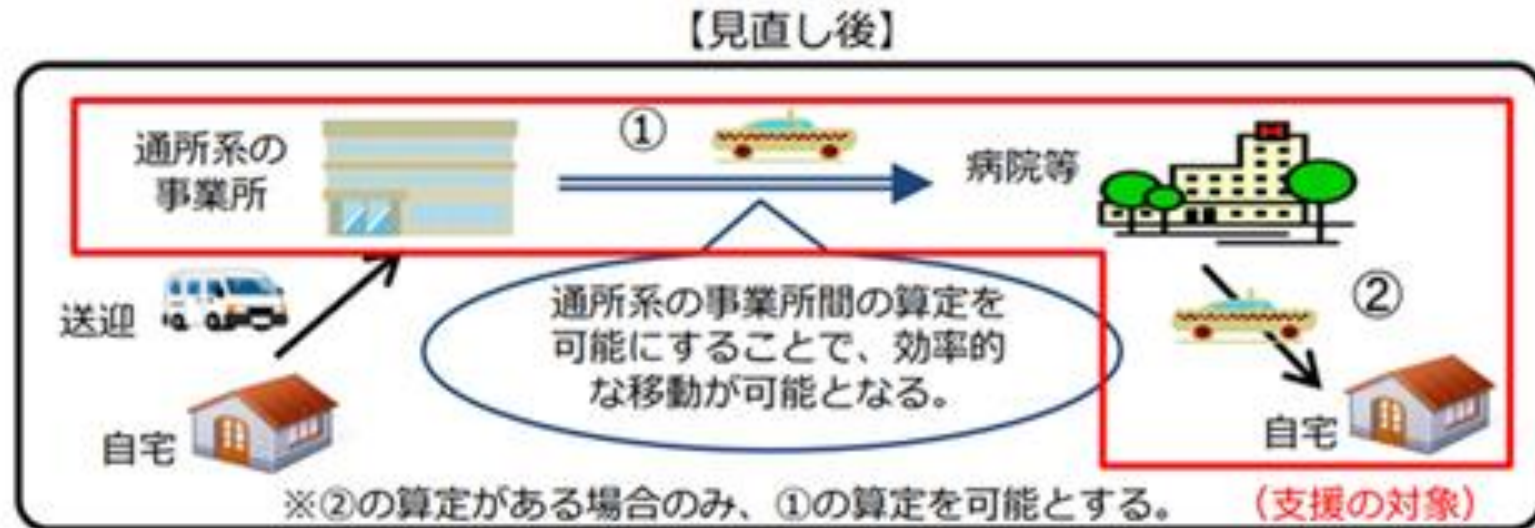 【見直し後】
通所系の
事業所
①
病院等
送迎
②
通所系の事業所間の算定を
可能にすることで、効率的
な移動が可能となる。
自宅
自宅
※②の算定がある場合のみ、①の算定を可能とする。
(支援の対象)